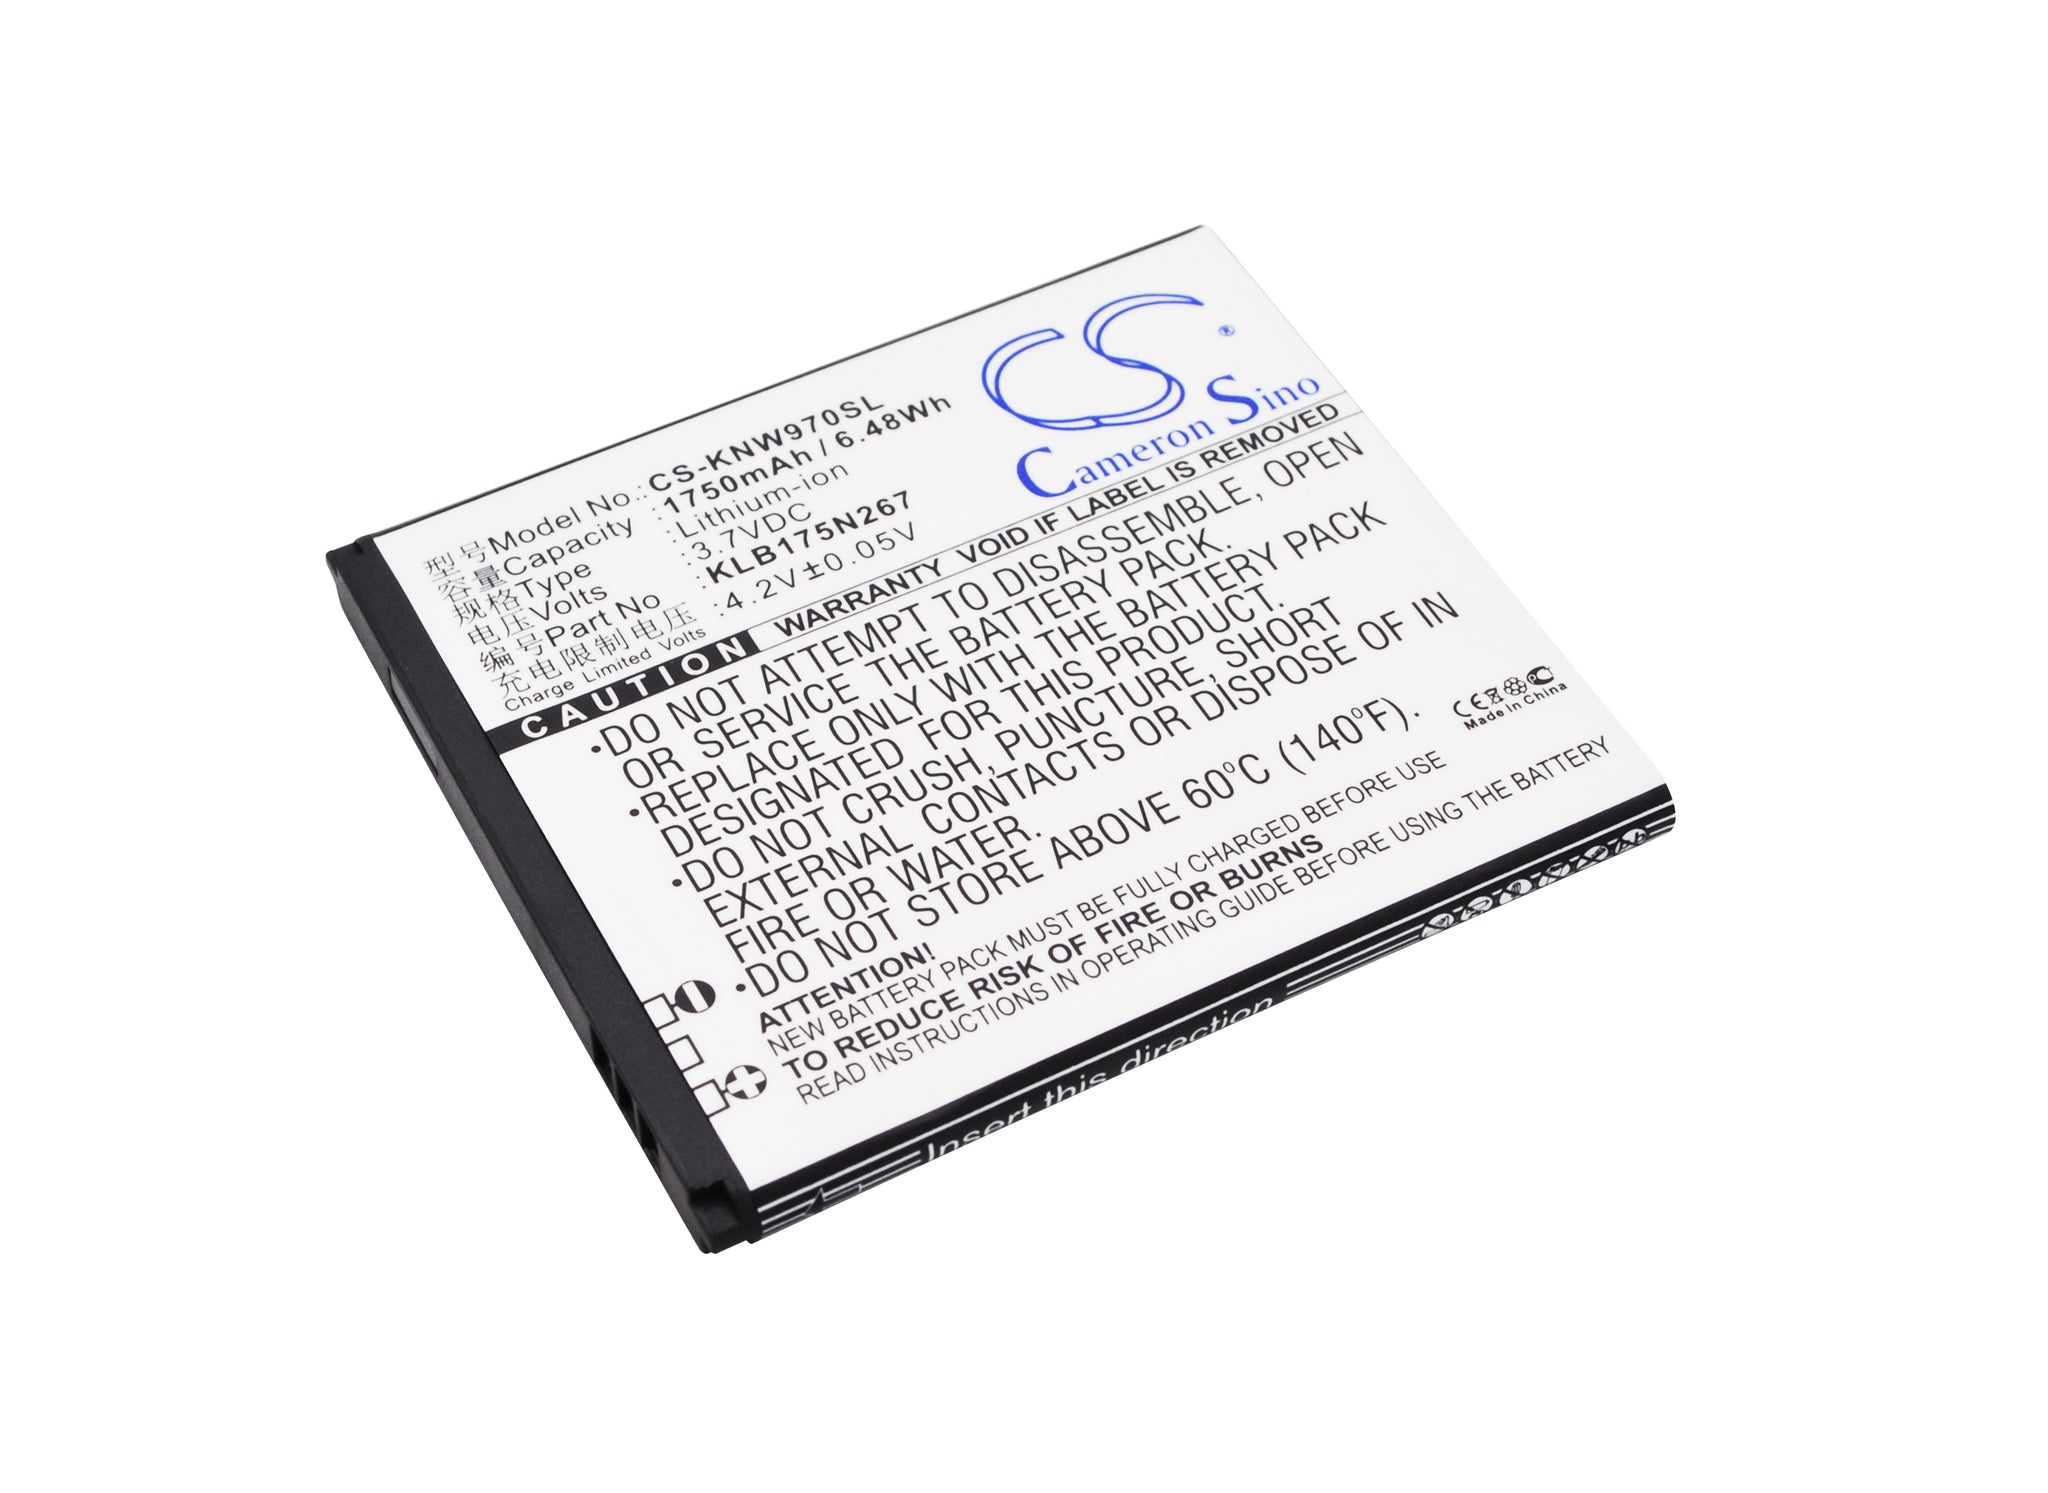 CS®
Cameron Sino
型号Model No.:CS-KNW970SL
容量Capacity :1750mAh / 6.48Wh
规格Type :Lithium-ion
电压Volts :3.7VDC
编号Part No :KLB175N267
充电限制电压 :4.2V±0.05V
Charge Limited Volts
CAUTION WARRANTY VOID IF LABEL IS REMOVED
•DO NOT ATTEMPT TO DISASSEMBLE, OPEN
OR SERVICE THE BATTERY PACK.
•REPLACE ONLY WITH THE BATTERY PACK
DESIGNATED FOR THIS PRODUCT.
•DO NOT CRUSH, PUNCTURE, SHORT
EXTERNAL CONTACTS OR DISPOSE OF IN
FIRE OR WATER.
•DO NOT STORE ABOVE 60°C (140°F).
CE
PC
Made in China
ATTENTION!
NEW BATTERY PACK MUST BE FULLY CHARGED BEFORE USE
TO REDUCE RISK OF FIRE OR BURNS
READ INSTRUCTIONS IN OPERATING GUIDE BEFORE USING THE BATTERY
Insert this direction